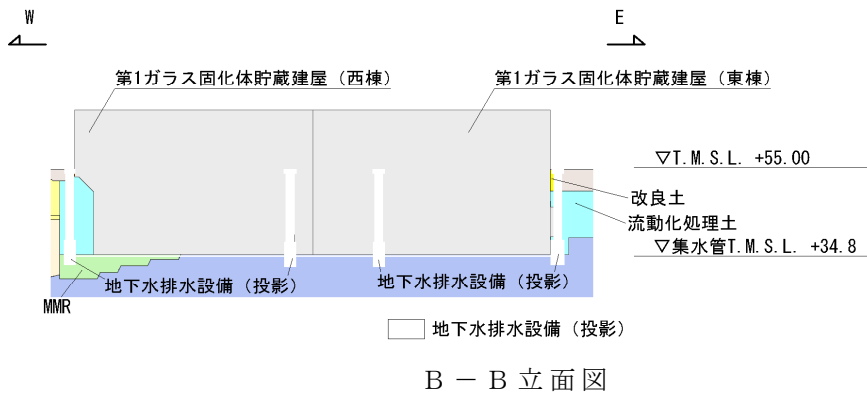 W
E
第1ガラス固化体貯蔵建屋（西棟）
第1ガラス固化体貯蔵建屋（東棟）
▽T.M.S.L. +55.00
改良土
流動化処理土
▽集水管T.M.S.L. +34.8
地下水排水設備（投影）
地下水排水設備（投影）
MMR
地下水排水設備（投影）
Ｂ－Ｂ立面図